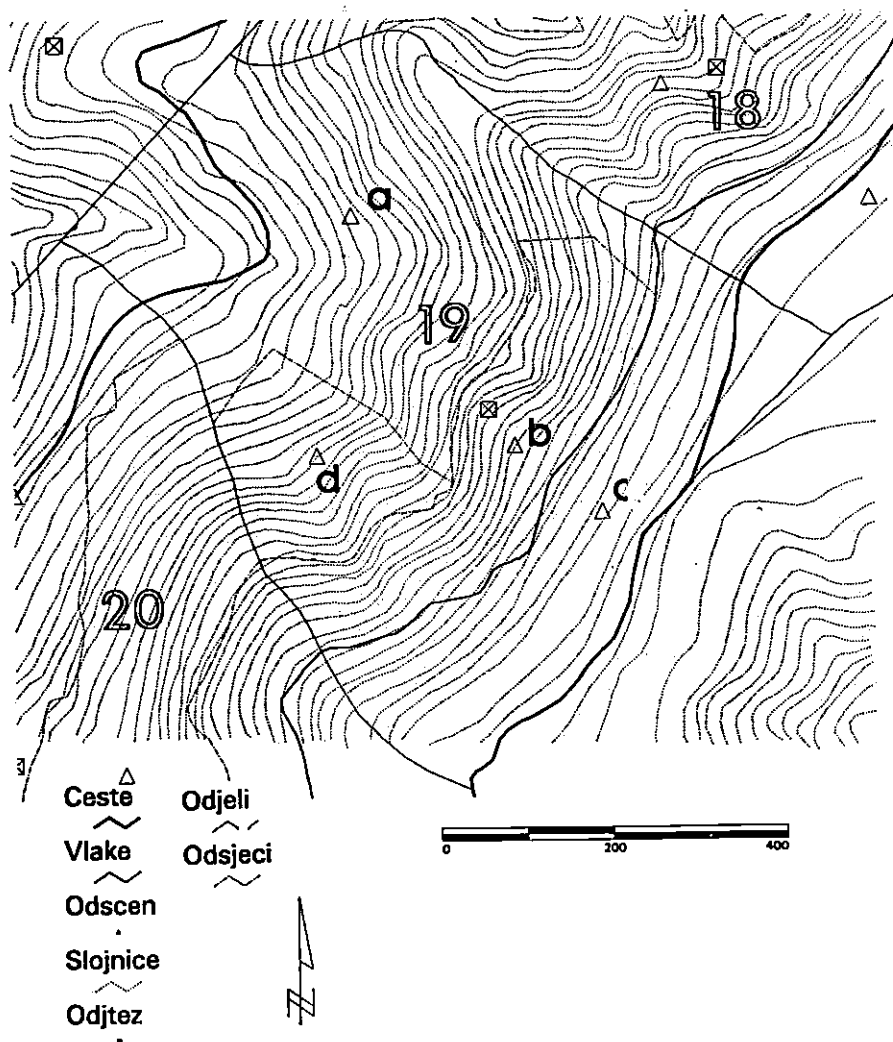 18
a
19
b
c
d
20
Ceste Odjeli
Vlake Odsjeci
Odscen
Slojnice
Odjtez
0 200 400
N